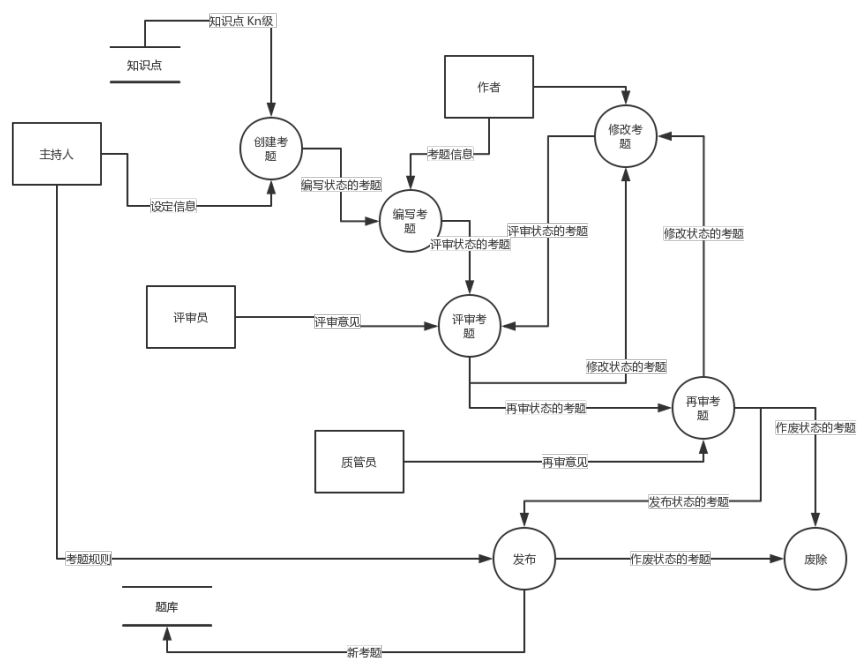 知识点 Kn级
知识点
作者
修改考
题
主持人
创建考
题
考题信息
编写状态的考题
设定信息
编写考
题
评审状态的考题
评审状态的考题
修改状态的考题
评审员
评审意见
评审考
题
修改状态的考题
再审状态的考题
再审考
题
作废状态的考题
质管员
再审意见
发布状态的考题
考题规则
发布
作废状态的考题
废除
题库
新考题